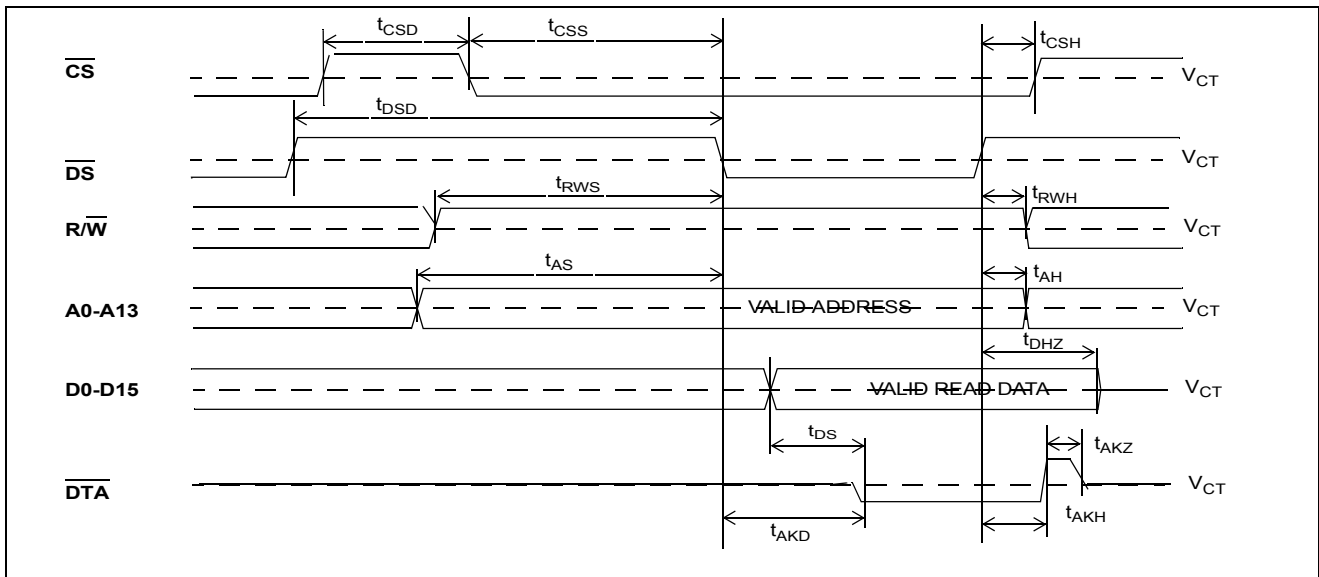 tCSD tCSS tCSH
CS VCT
tDSD
DS VCT
tRWS tRWH
R/W VCT
tAS tAH
A0-A13 VALID ADDRESS VCT
tDHZ
D0-D15 VALID READ DATA VCT
tDS tAKZ
DTA VCT
tAKD tAKH